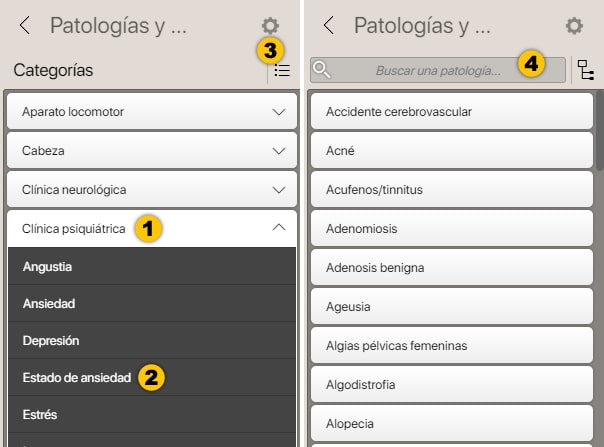 Patologías y ...
3
Categorías
Aparato locomotor
Cabeza
Clínica neurológica
Clínica psiquiátrica 1
Angustia
Ansiedad
Depresión
Estado de ansiedad 2
Estrés
Patologías y ...
Buscar una patología... 4
Accidente cerebrovascular
Acné
Acufenos/tinnitus
Adenomiosis
Adenosis benigna
Ageusia
Algias pélvicas femeninas
Algodistrofia
Alopecia